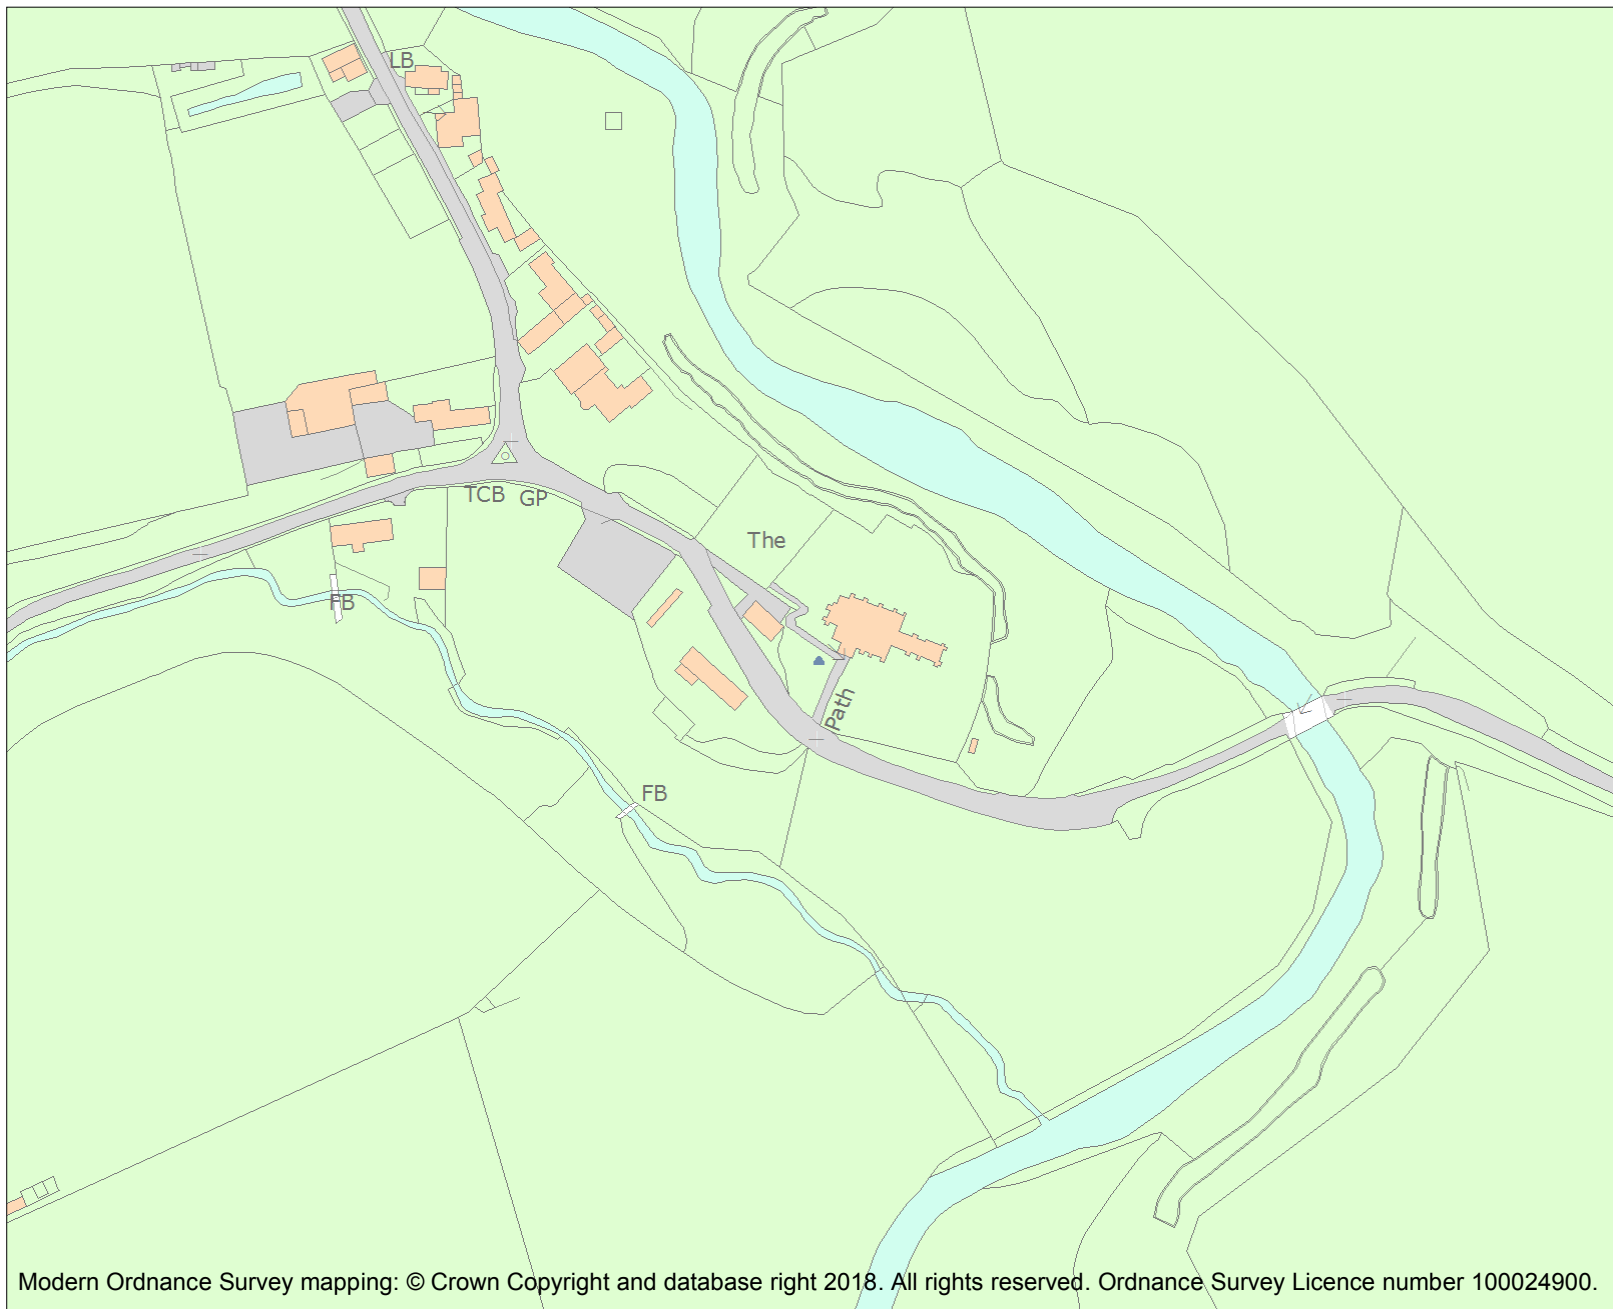 LB
TCB GP
The
FB
Path
FB
Modern Ordnance Survey mapping: © Crown Copyright and database right 2018. All rights reserved. Ordnance Survey Licence number 100024900.